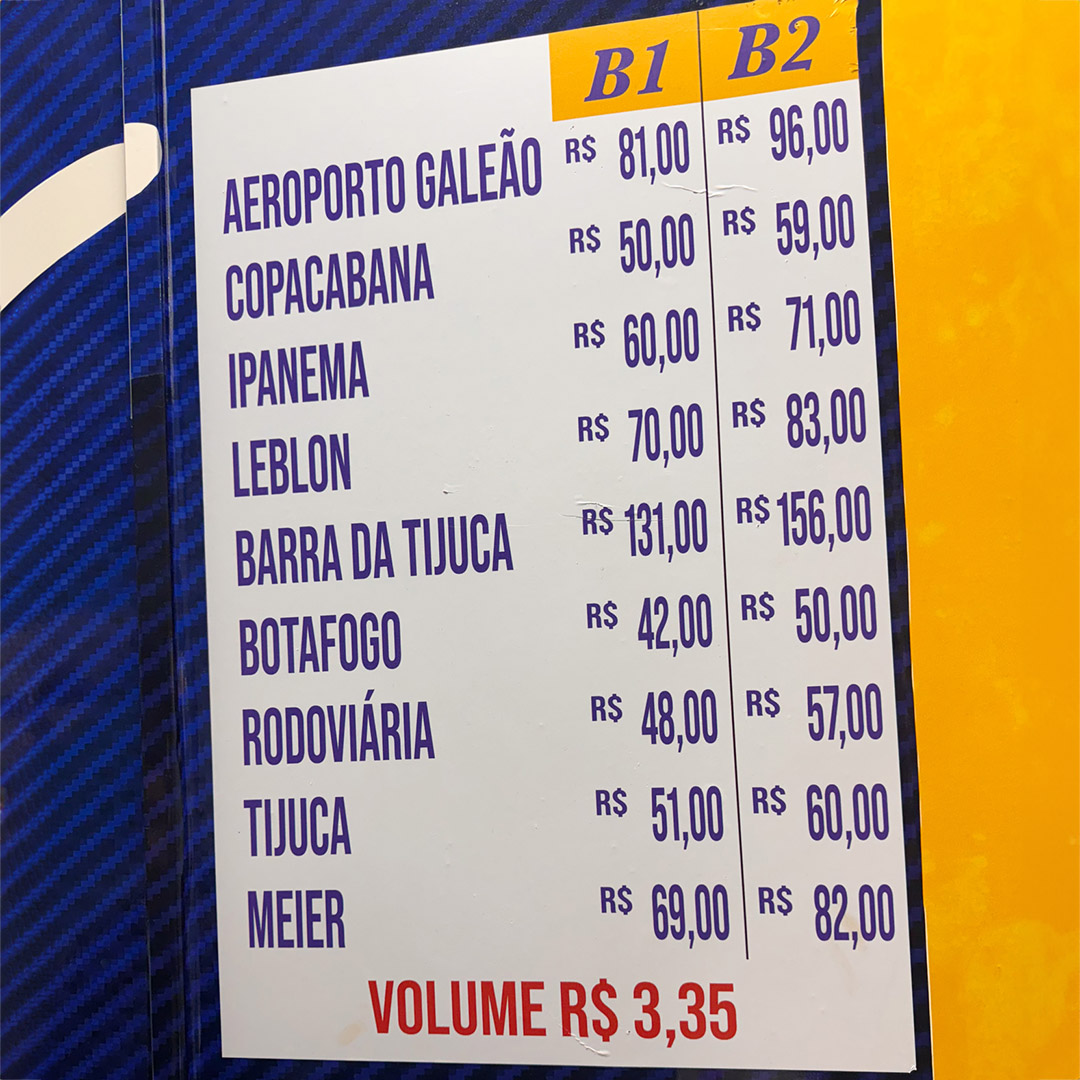 B1 B2
AEROPORTO GALEÃO R$ 81,00 R$ 96,00
COPACABANA R$ 50,00 R$ 59,00
IPANEMA R$ 60,00 R$ 71,00
LEBLON R$ 70,00 R$ 83,00
BARRA DA TIJUCA R$ 131,00 R$ 156,00
BOTAFOGO R$ 42,00 R$ 50,00
RODOVIÁRIA R$ 48,00 R$ 57,00
TIJUCA R$ 51,00 R$ 60,00
MEIER R$ 69,00 R$ 82,00
VOLUME R$ 3,35